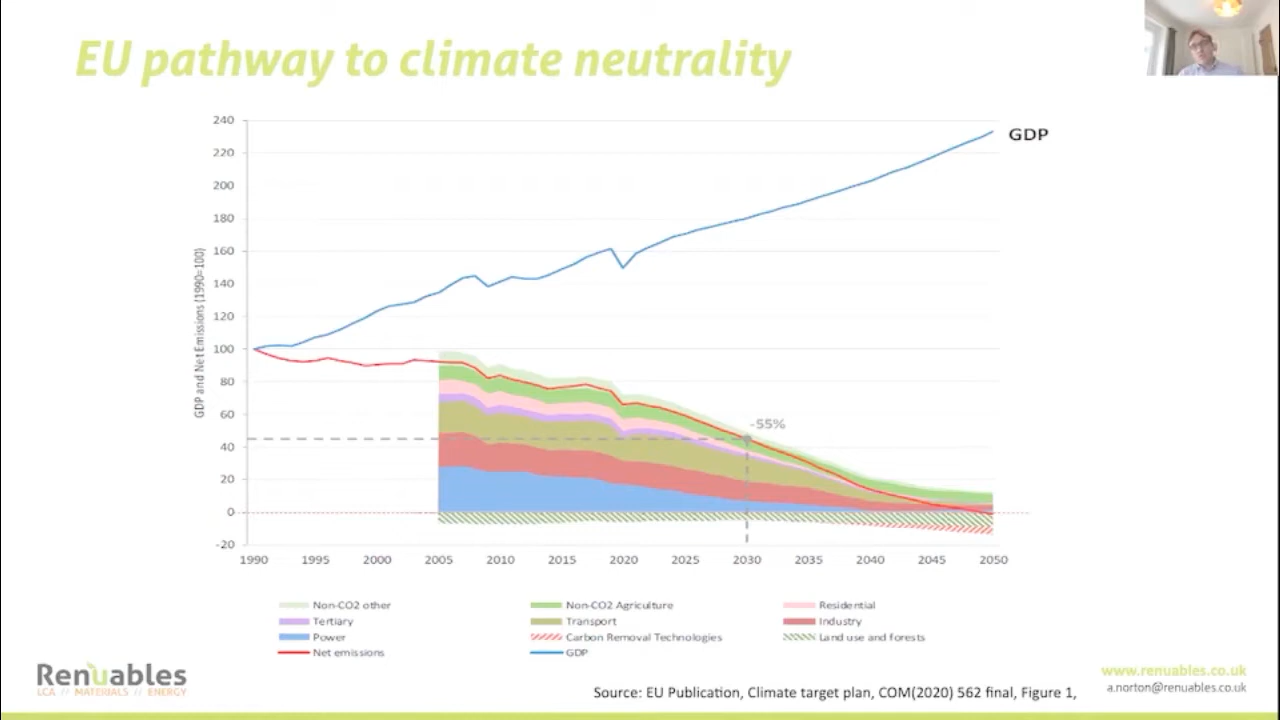 EU pathway to climate neutrality
GDP and Net Emissions (1990=100)
240
220
200
180
160
140
120
100
80
60
40
20
0
-20
GDP
-55%
1990 1995 2000 2005 2010 2015 2020 2025 2030 2035 2040 2045 2050
Non-CO2 other Non-CO2 Agriculture Residential
Tertiary Transport Industry
Power Carbon Removal Technologies Land use and forests
Net emissions GDP
Renuables
LCA // MATERIALS // ENERGY
www.renuables.co.uk
a.norton@renuables.co.uk
Source: EU Publication, Climate target plan, COM(2020) 562 final, Figure 1,